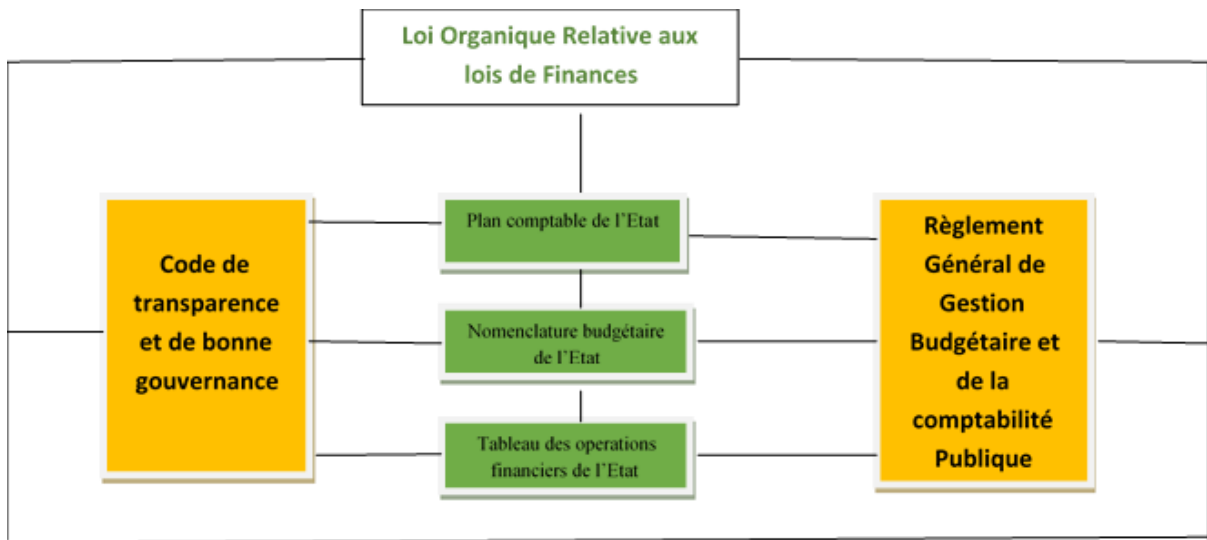 Loi Organique Relative aux
lois de Finances
Code de
transparence
et de bonne
gouvernance
Plan comptable de l'Etat
Nomenclature budgétaire
de l'Etat
Tableau des operations
financiers de l'Etat
Règlement
Général de
Gestion
Budgétaire et
de la
comptabilité
Publique